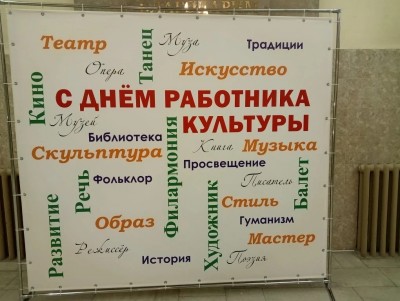 Театр
Танец
Муза
Традиции
Опера
Искусство
Кино
С ДНЁМ РАБОТНИКА
КУЛЬТУРЫ
Музей
Библиотека
Филармония
Книга
Музыка
Скульптура
Просвещение
Речь
Фольклор
Писатель
Балет
Стиль
Художник
Образ
Гуманизм
Развитие
Режиссёр
Мастер
История
Поэзия